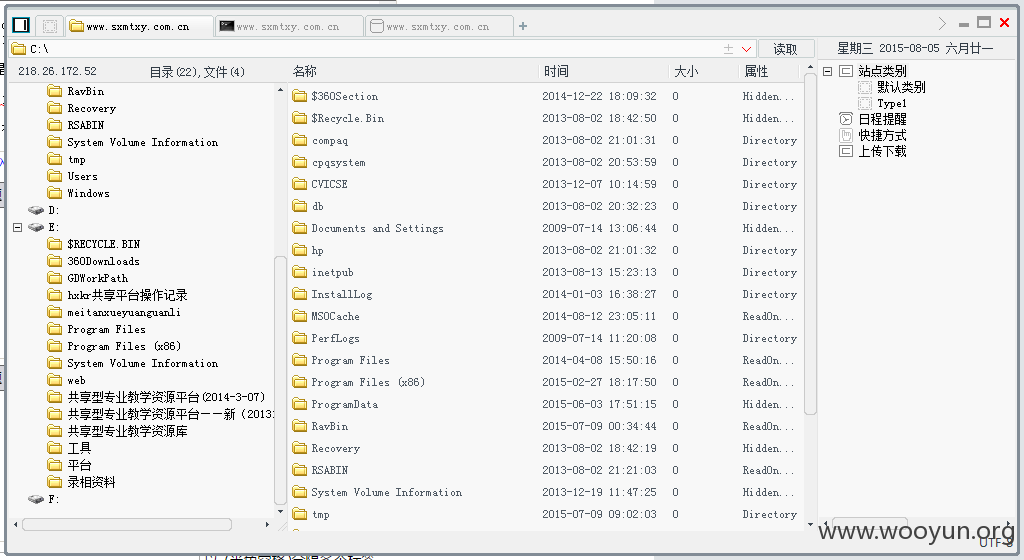 www.sxmtxy.com.cn www.sxmtxy.com.cn www.sxmtxy.com.cn
C:\ 读取 星期三 2015-08-05 六月廿一
218.26.172.52 目录(22),文件(4)
RavBin
Recovery
RSABIN
System Volume Information
tmp
Users
Windows
D:
E:
$RECYCLE.BIN
360Downloads
GDWorkPath
hxkr共享平台操作记录
meitanxueyuanguanli
Program Files
Program Files (x86)
System Volume Information
web
共享型专业教学资源平台(2014-3-07)
共享型专业教学资源平台——新（2013
共享型专业教学资源库
工具
平台
录相资料
F:
名称 时间 大小 属性
$360Section 2014-12-22 18:09:32 0 Hidden...
$Recycle.Bin 2013-08-02 18:42:50 0 Hidden...
compaq 2013-08-02 21:01:31 0 Directory
cpqsystem 2013-08-02 20:53:59 0 Directory
CVICSE 2013-12-07 10:14:59 0 Directory
db 2013-08-02 20:32:23 0 Directory
Documents and Settings 2009-07-14 13:06:44 0 Hidden...
hp 2013-08-02 21:01:32 0 Directory
inetpub 2013-08-13 15:23:13 0 Directory
InstallLog 2014-01-03 16:38:27 0 Directory
MSOCache 2014-08-12 23:05:11 0 ReadOn...
PerfLogs 2009-07-14 11:20:08 0 Directory
Program Files 2014-04-08 15:50:16 0 ReadOn...
Program Files (x86) 2015-02-27 18:17:50 0 ReadOn...
ProgramData 2015-06-03 17:51:15 0 Hidden...
RavBin 2015-07-09 00:34:44 0 ReadOn...
Recovery 2013-08-02 18:42:19 0 Hidden...
RSABIN 2013-08-02 21:21:03 0 ReadOn...
System Volume Information 2013-12-19 11:47:25 0 Hidden...
tmp 2015-07-09 09:02:03 0 Directory
站点类别
默认类别
Type1
日程提醒
快捷方式
上传下载
www.wooyun.org
UTF-8